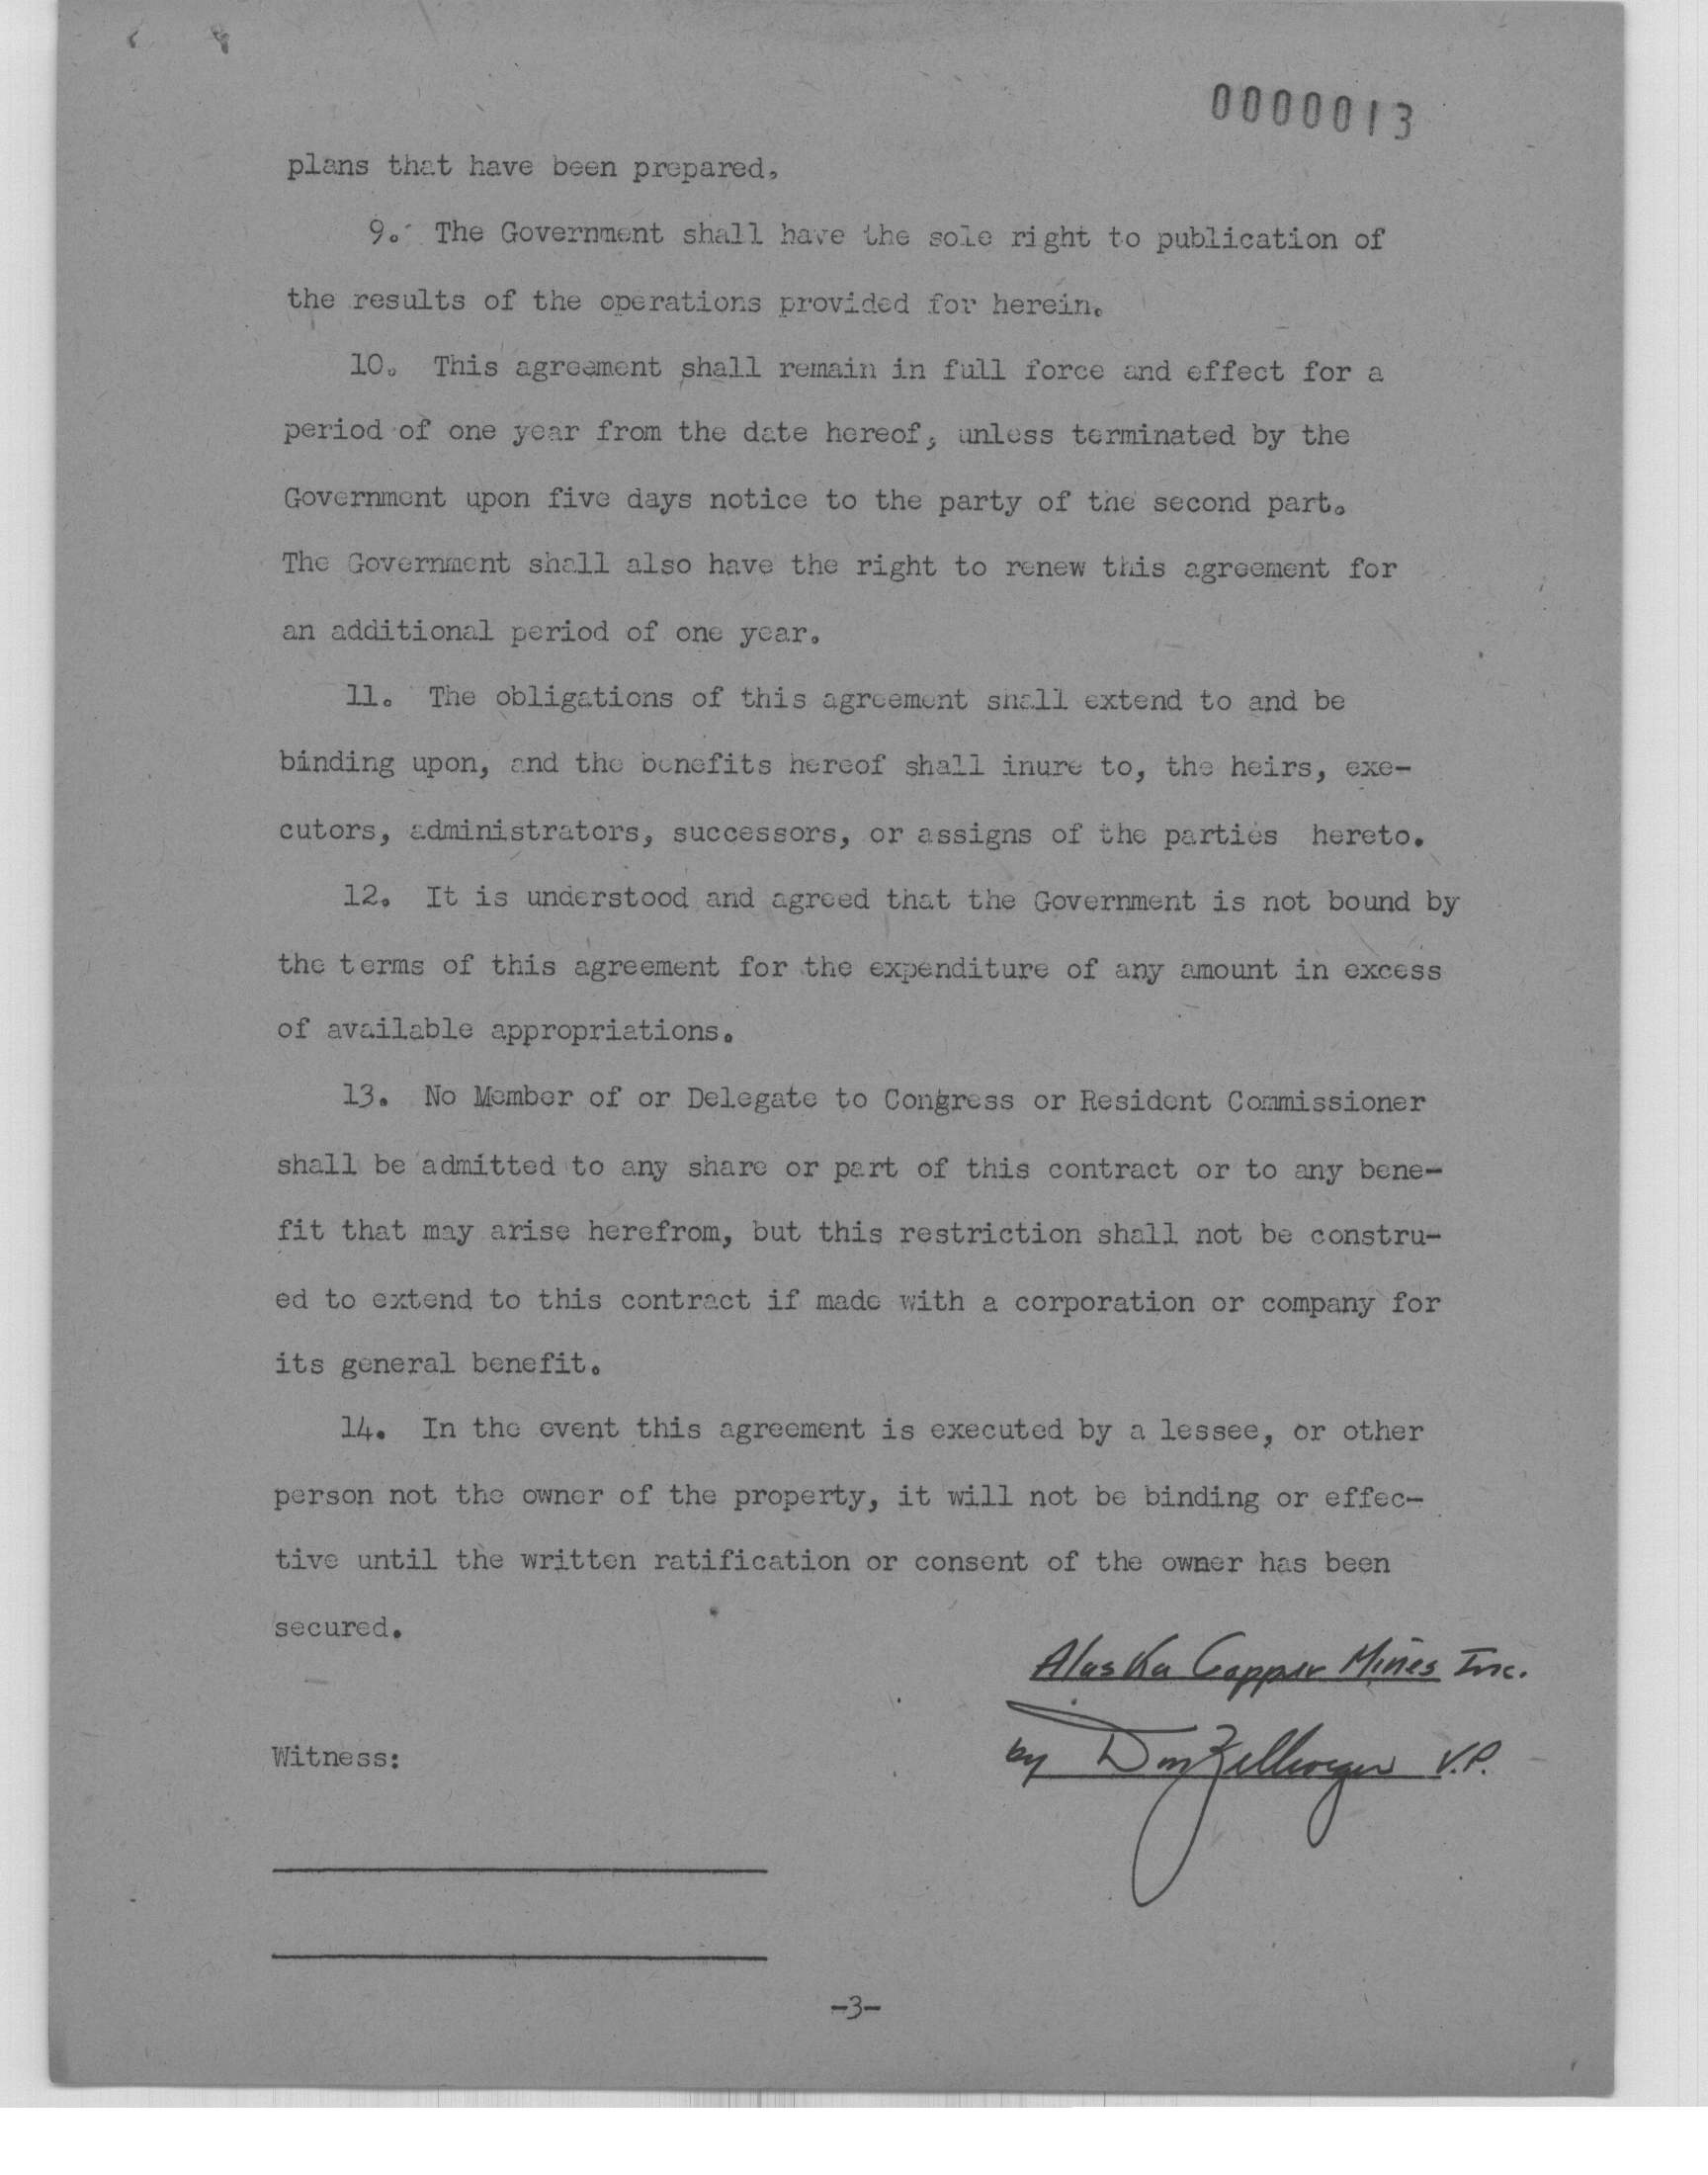 0000013
plans that have been prepared.
9. The Government shall have the sole right to publication of
the results of the operations provided for herein.
10. This agreement shall remain in full force and effect for a
period of one year from the date hereof, unless terminated by the
Government upon five days notice to the party of the second part.
The Government shall also have the right to renew this agreement for
an additional period of one year.
11. The obligations of this agreement shall extend to and be
binding upon, and the benefits hereof shall inure to, the heirs, exe-
cutors, administrators, successors, or assigns of the parties hereto.
12. It is understood and agreed that the Government is not bound by
the terms of this agreement for the expenditure of any amount in excess
of available appropriations.
13. No Member of or Delegate to Congress or Resident Commissioner
shall be admitted to any share or part of this contract or to any bene-
fit that may arise herefrom, but this restriction shall not be constru-
ed to extend to this contract if made with a corporation or company for
its general benefit.
14. In the event this agreement is executed by a lessee, or other
person not the owner of the property, it will not be binding or effec-
tive until the written ratification or consent of the owner has been
secured.
Alaska Copper Mines Inc.
by V.P.
Witness:
-3-